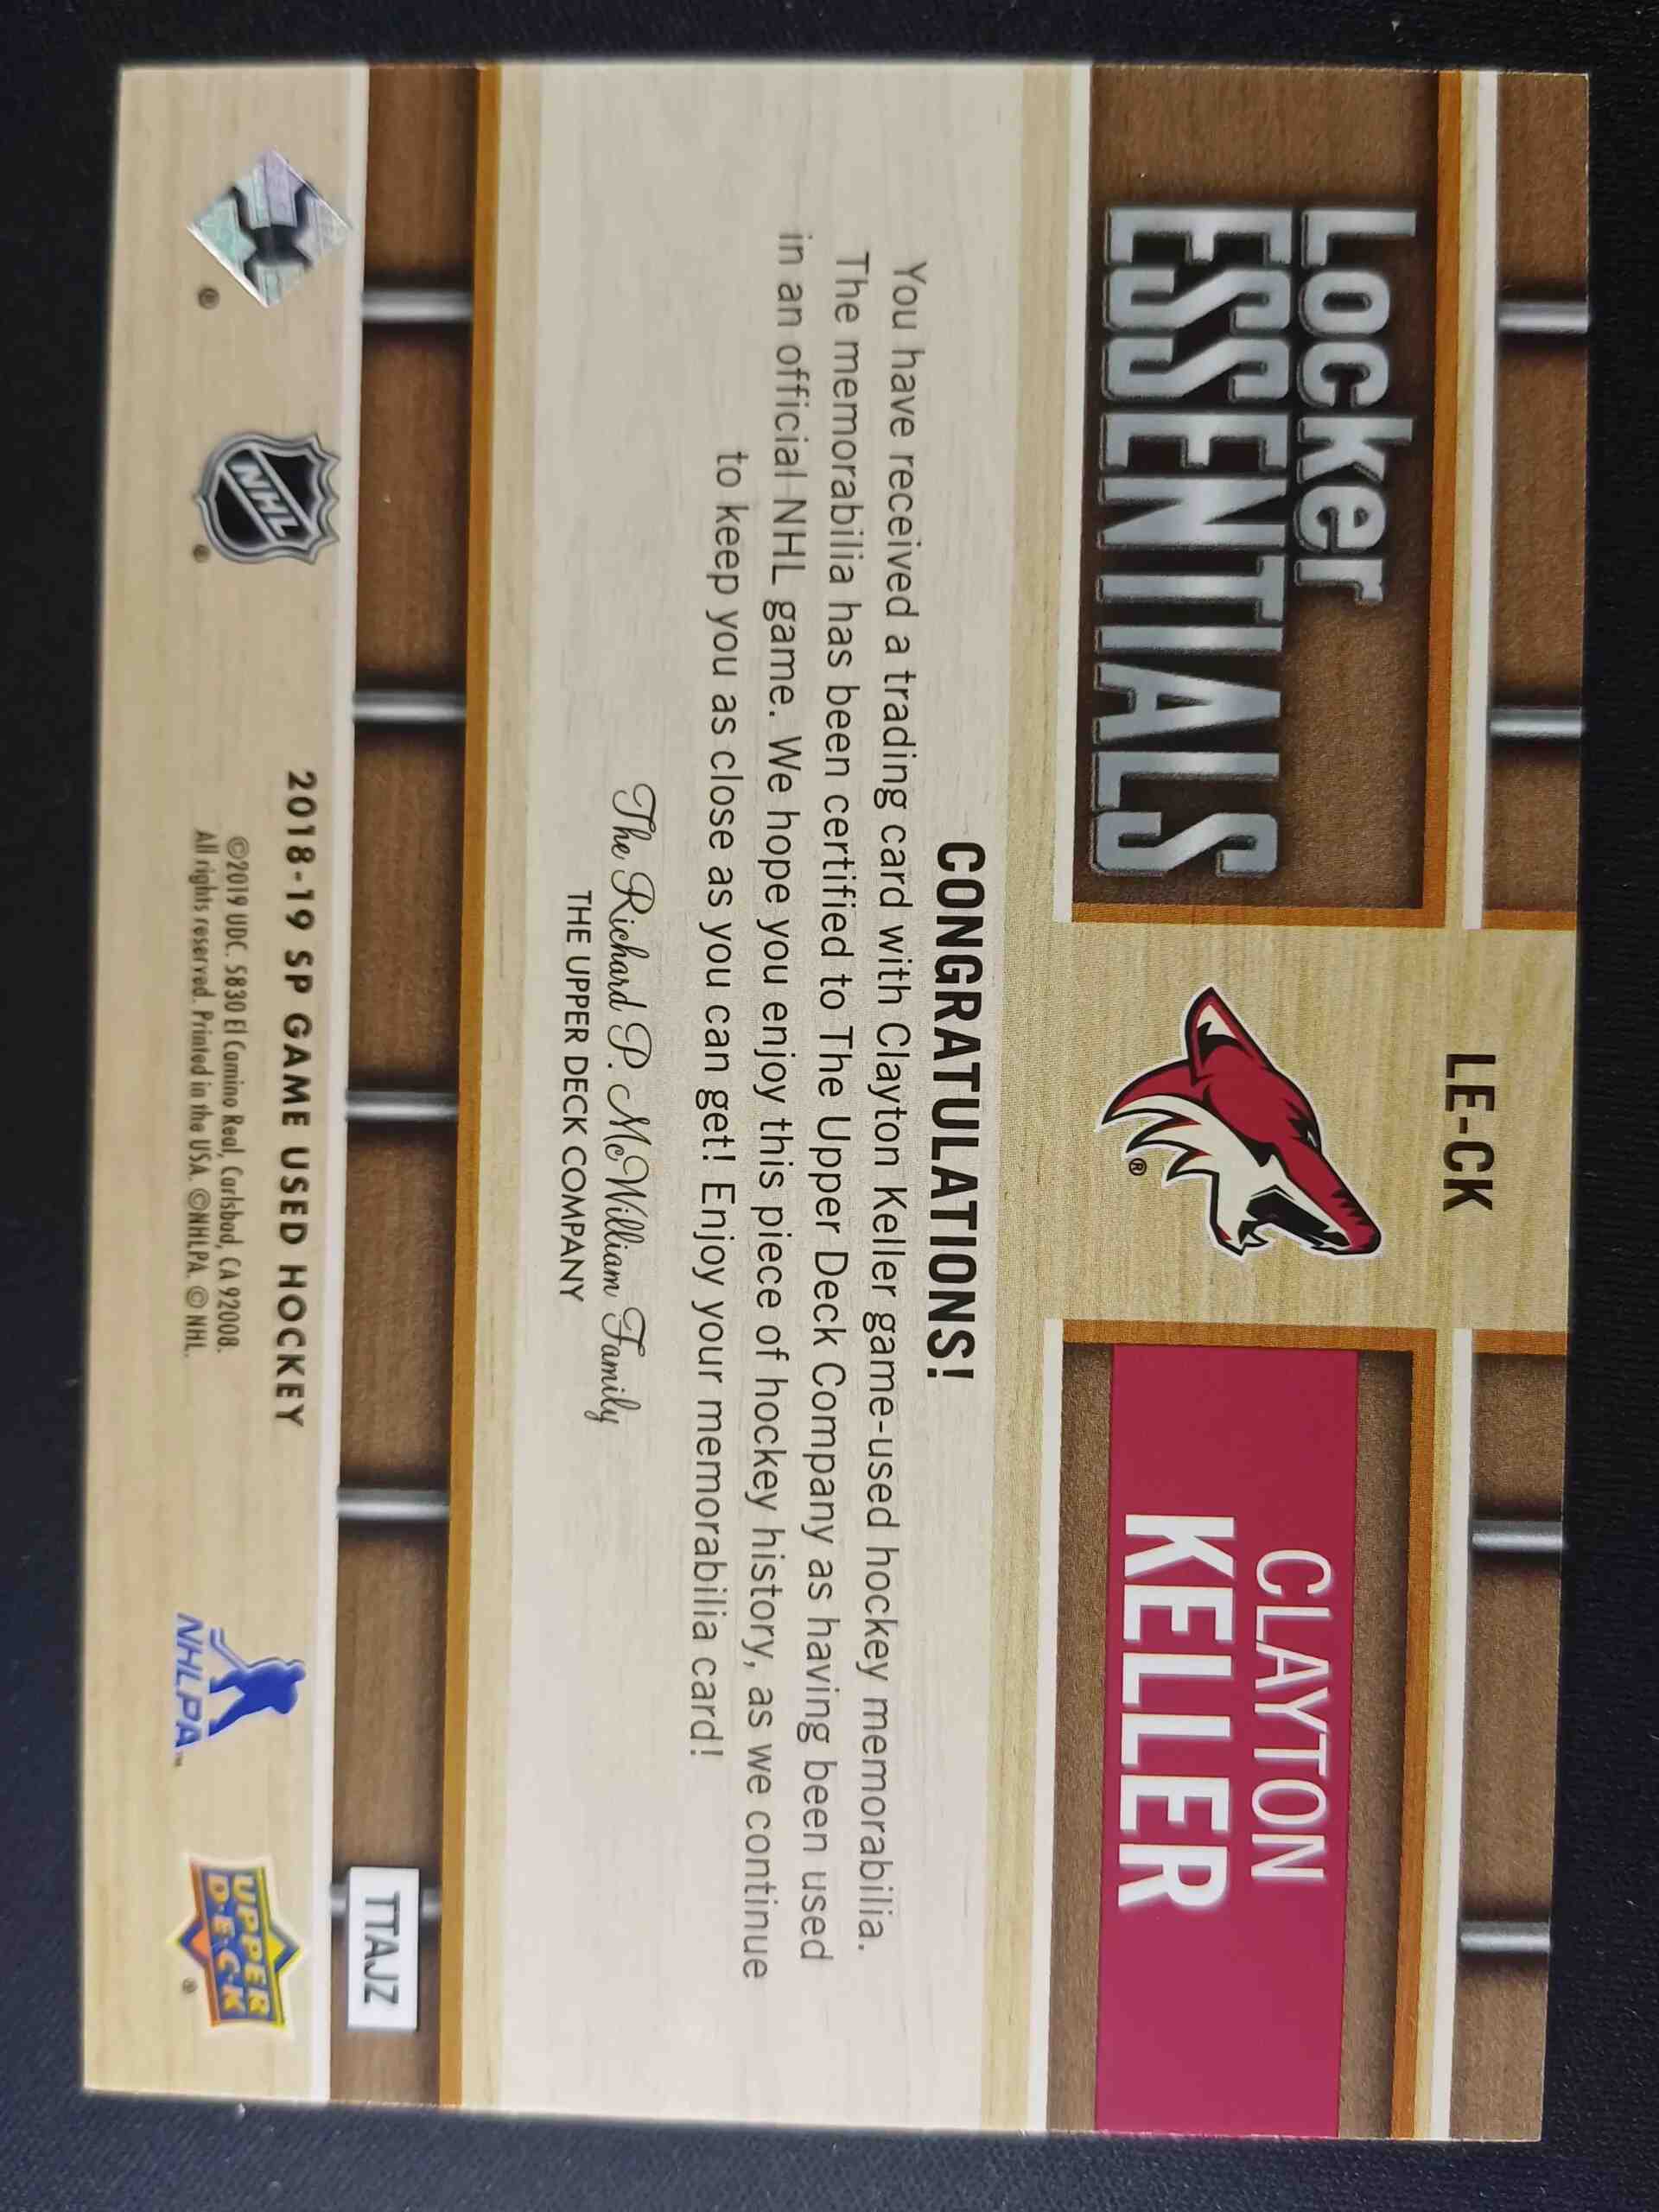 LE-CK
Locker
ESSENTIALS
®
CLAYTON
KELLER
CONGRATULATIONS!
You have received a trading card with Clayton Keller game-used hockey memorabilia.
The memorabilia has been certified to The Upper Deck Company as having been used
in an official NHL game. We hope you enjoy this piece of hockey history, as we continue
to keep you as close as you can get! Enjoy your memorabilia card!
The Richard P. McWilliam Family
THE UPPER DECK COMPANY
TTAJZ
®
NHL
®
2018-19 SP GAME USED HOCKEY
©2019 UDC. 5830 El Camino Real, Carlsbad, CA 92008.
All rights reserved. Printed in the USA. ©NHLPA. © NHL.
NHLPA™
UPPER
DECK
®